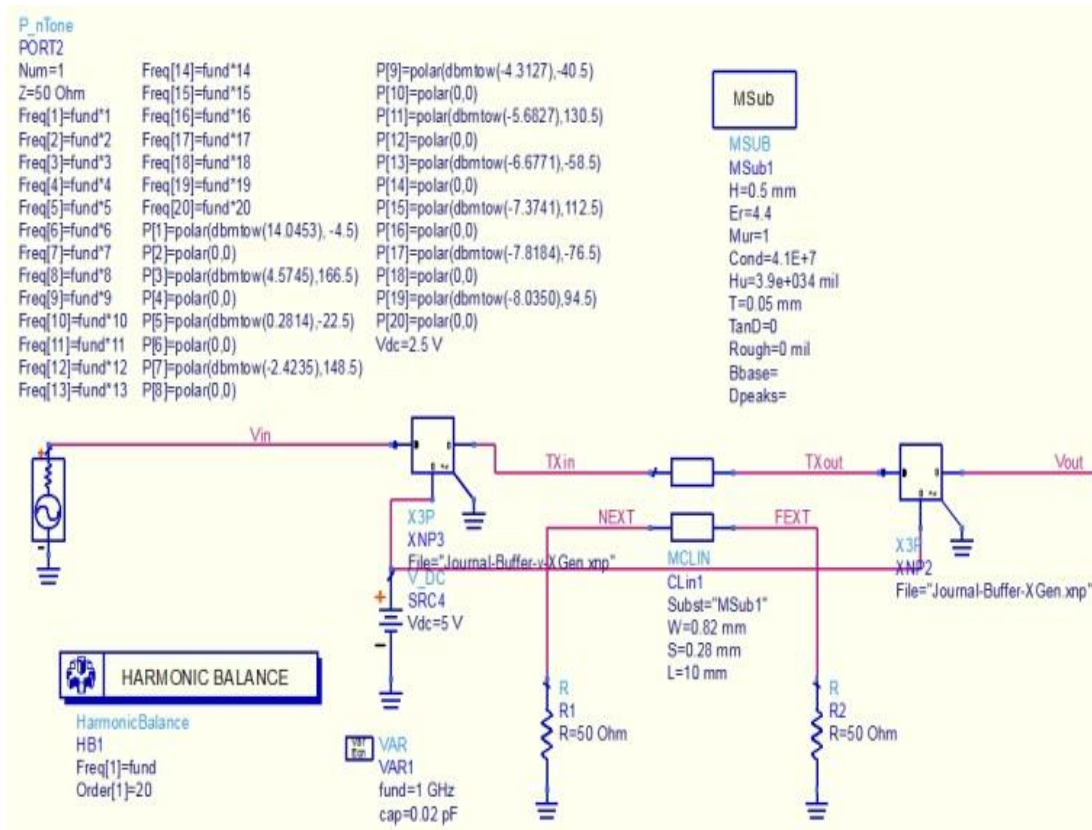 P_nTone
PORT2
Num=1
Z=50 Ohm
Freq[1]=fund*1
Freq[2]=fund*2
Freq[3]=fund*3
Freq[4]=fund*4
Freq[5]=fund*5
Freq[6]=fund*6
Freq[7]=fund*7
Freq[8]=fund*8
Freq[9]=fund*9
Freq[10]=fund*10
Freq[11]=fund*11
Freq[12]=fund*12
Freq[13]=fund*13
Freq[14]=fund*14
Freq[15]=fund*15
Freq[16]=fund*16
Freq[17]=fund*17
Freq[18]=fund*18
Freq[19]=fund*19
Freq[20]=fund*20
P[1]=polar(dbmtow(14.0453), -4.5)
P[2]=polar(0,0)
P[3]=polar(dbmtow(4.5745),166.5)
P[4]=polar(0,0)
P[5]=polar(dbmtow(0.2814),-22.5)
P[6]=polar(0,0)
P[7]=polar(dbmtow(-2.4235),148.5)
P[8]=polar(0,0)
P[9]=polar(dbmtow(-4.3127),-40.5)
P[10]=polar(0,0)
P[11]=polar(dbmtow(-5.6827),130.5)
P[12]=polar(0,0)
P[13]=polar(dbmtow(-6.6771),-58.5)
P[14]=polar(0,0)
P[15]=polar(dbmtow(-7.3741),112.5)
P[16]=polar(0,0)
P[17]=polar(dbmtow(-7.8184),-76.5)
P[18]=polar(0,0)
P[19]=polar(dbmtow(-8.0350),94.5)
P[20]=polar(0,0)
Vdc=2.5 V
MSub
MSUB
MSub1
H=0.5 mm
Er=4.4
Mur=1
Cond=4.1E+7
Hu=3.9e+034 mil
T=0.05 mm
TanD=0
Rough=0 mil
Bbase=
Dpeaks=
Vin
TXin
TXout
Vout
X3P
XNP3
File="Journal-Buffer-v-XGen.xnp"
V_DC
SRC4
Vdc=5 V
NEXT
FEXT
MCLIN
CLin1
Subst="MSub1"
W=0.82 mm
S=0.28 mm
L=10 mm
X3P
XNP2
File="Journal-Buffer-XGen.xnp"
R
R1
R=50 Ohm
R
R2
R=50 Ohm
HARMONIC BALANCE
HarmonicBalance
HB1
Freq[1]=fund
Order[1]=20
Var
Eqn
VAR
VAR1
fund=1 GHz
cap=0.02 pF